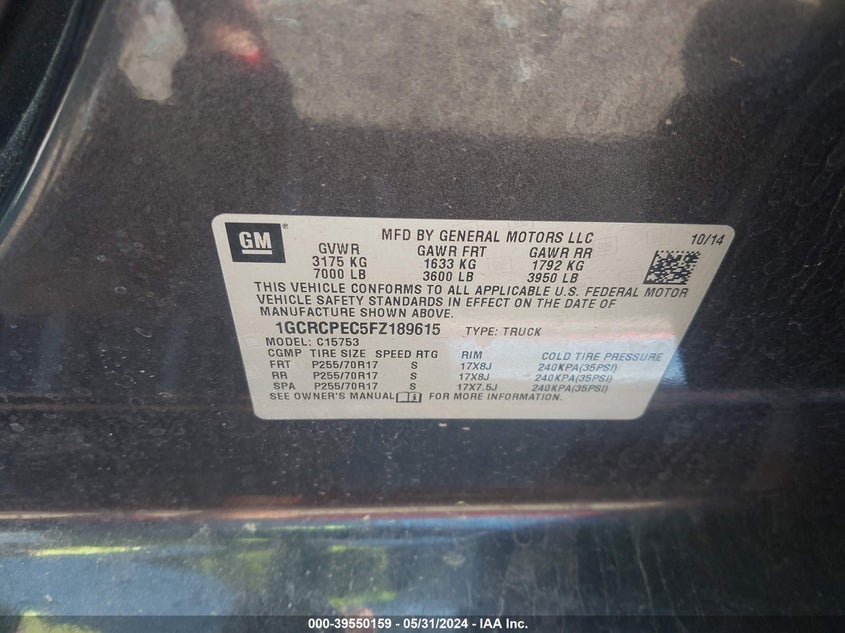 GM ®
MFD BY GENERAL MOTORS LLC 10/14
GVWR GAWR FRT GAWR RR
3175 KG 1633 KG 1792 KG
7000 LB 3600 LB 3950 LB
THIS VEHICLE CONFORMS TO ALL APPLICABLE U.S. FEDERAL MOTOR
VEHICLE SAFETY STANDARDS IN EFFECT ON THE DATE OF
MANUFACTURE SHOWN ABOVE.
1GCRCPEC5FZ189615 TYPE: TRUCK
MODEL: C15753
CGMP TIRE SIZE SPEED RTG RIM COLD TIRE PRESSURE
FRT P255/70R17 S 17X8J 240KPA(35PSI)
RR P255/70R17 S 17X8J 240KPA(35PSI)
SPA P255/70R17 S 17X7.5J 240KPA(35PSI)
SEE OWNER'S MANUAL FOR MORE INFORMATION.
000-39550159 - 05/31/2024 - IAA Inc.